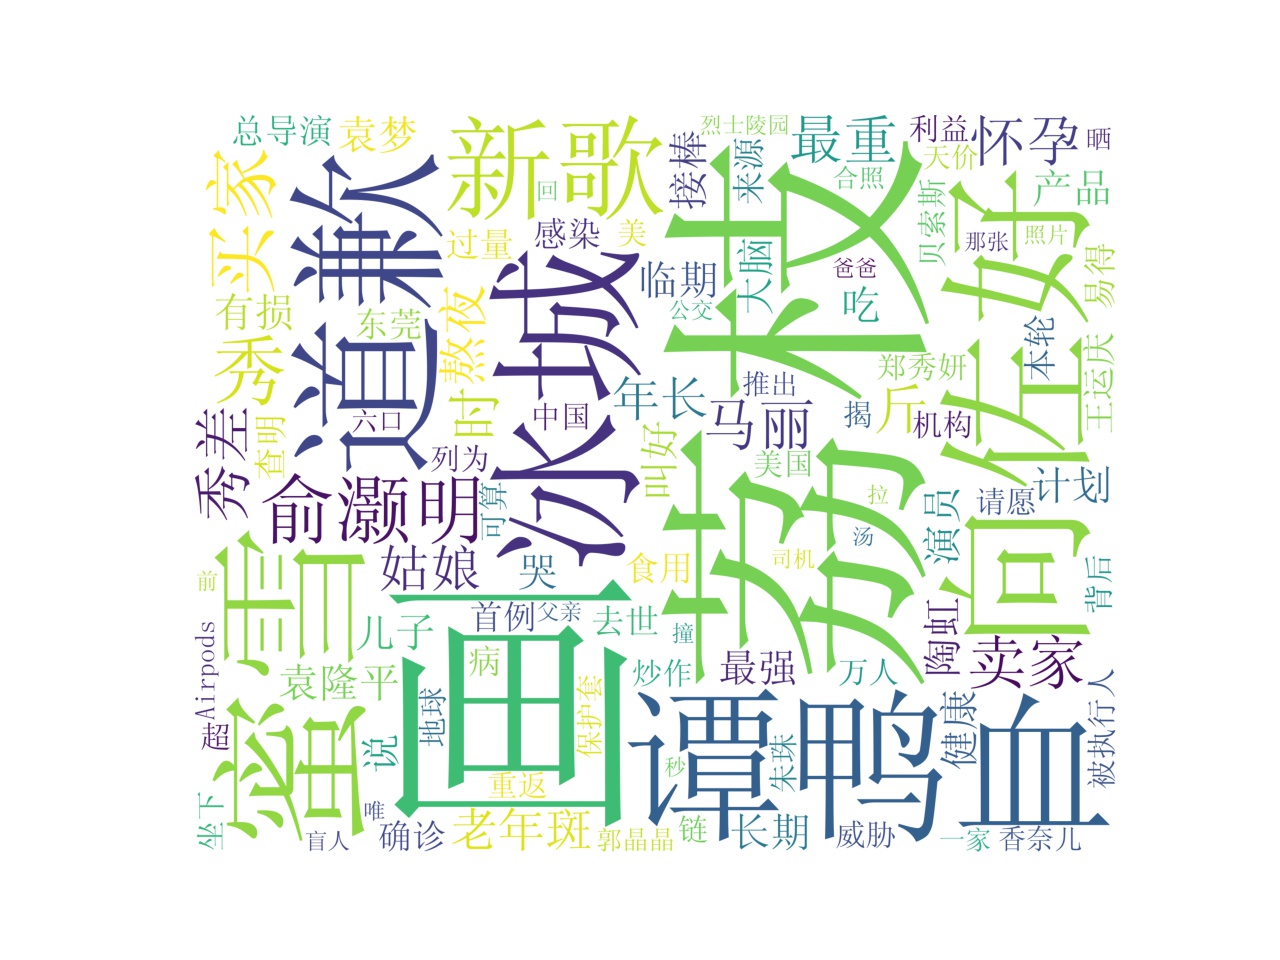 总导演
袁梦
新歌
回
烈士陵园
接棒
来源
最重
利益
怀孕
晒
天价
合照
枝
产品
买家
道歉
过量
感染
美
冰城
临期
大脑
爸爸
贝索斯
那张
照片
好
易得
有损
东莞
熬夜
时
公交
吃
本轮
秀
六口
中国
年长
推出
马丽
揭
斤
郑秀妍
机构
佐
王运庆
秀差
查明
列为
叫好
美国
计划
俞灏明
可算
拉
请愿
演员
荔
汤
司机
向
背后
姑娘
哭
食用
前
蜜雪
首例
父亲
去世
撞
陶虹
卖家
儿子
画
病
炒作
最强
万人
Airpods
超
袁隆平
地球
保护套
说
重返
谭鸭血
秒
朱珠
健康
被执行人
坐下
盲人
唯
确诊
老年斑
郭晶晶
链
长期
威胁
一家
香奈儿